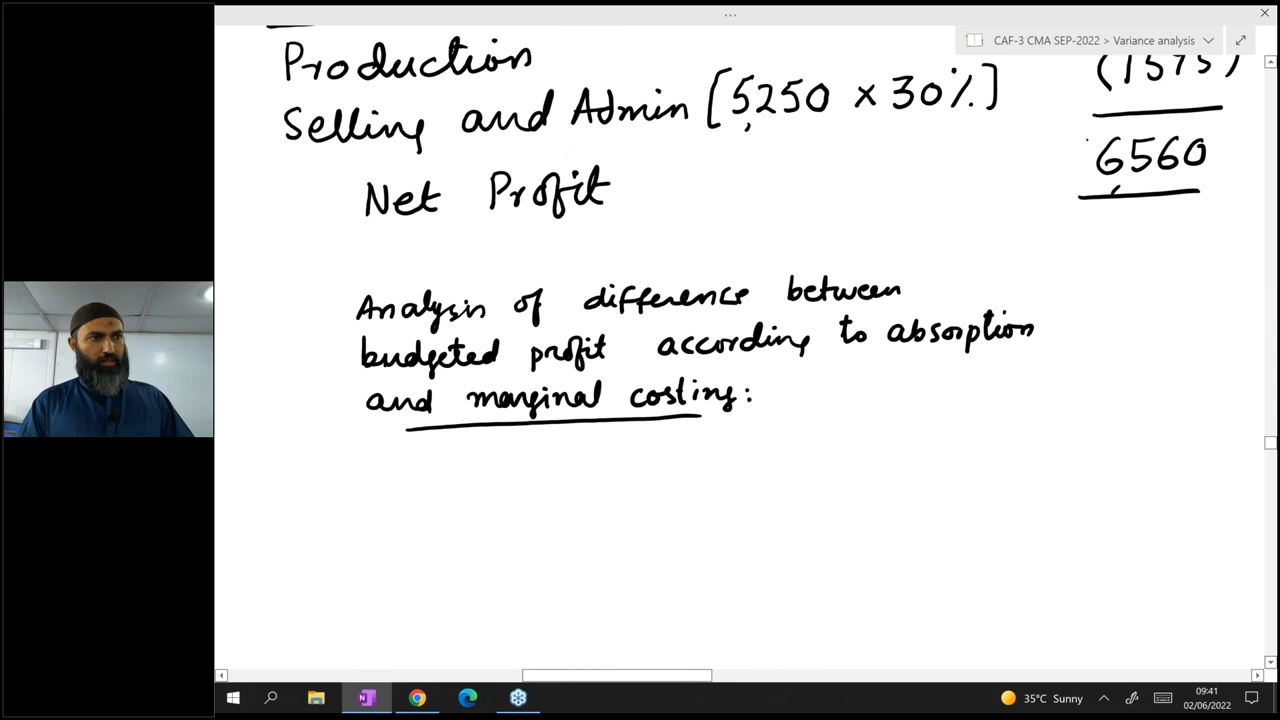 ...
CAF-3 CMA SEP-2022 > Variance analysis
Production
(1575)
Selling and Admin [5250 x 30%]
6560
Net Profit
Analysis of difference between
budgeted profit according to absorption
and marginal costing:
N
35°C Sunny
09:41
02/06/2022